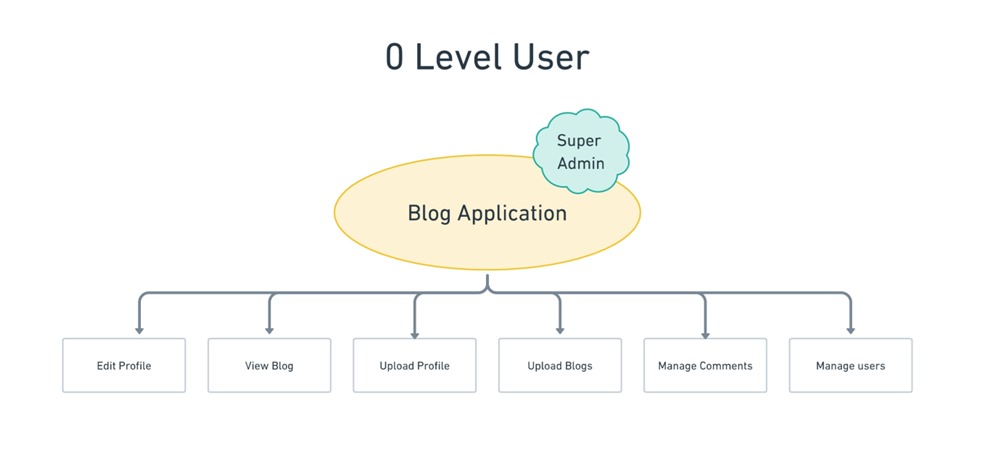 0 Level User
Super
Admin
Blog Application
Edit Profile
View Blog
Upload Profile
Upload Blogs
Manage Comments
Manage users